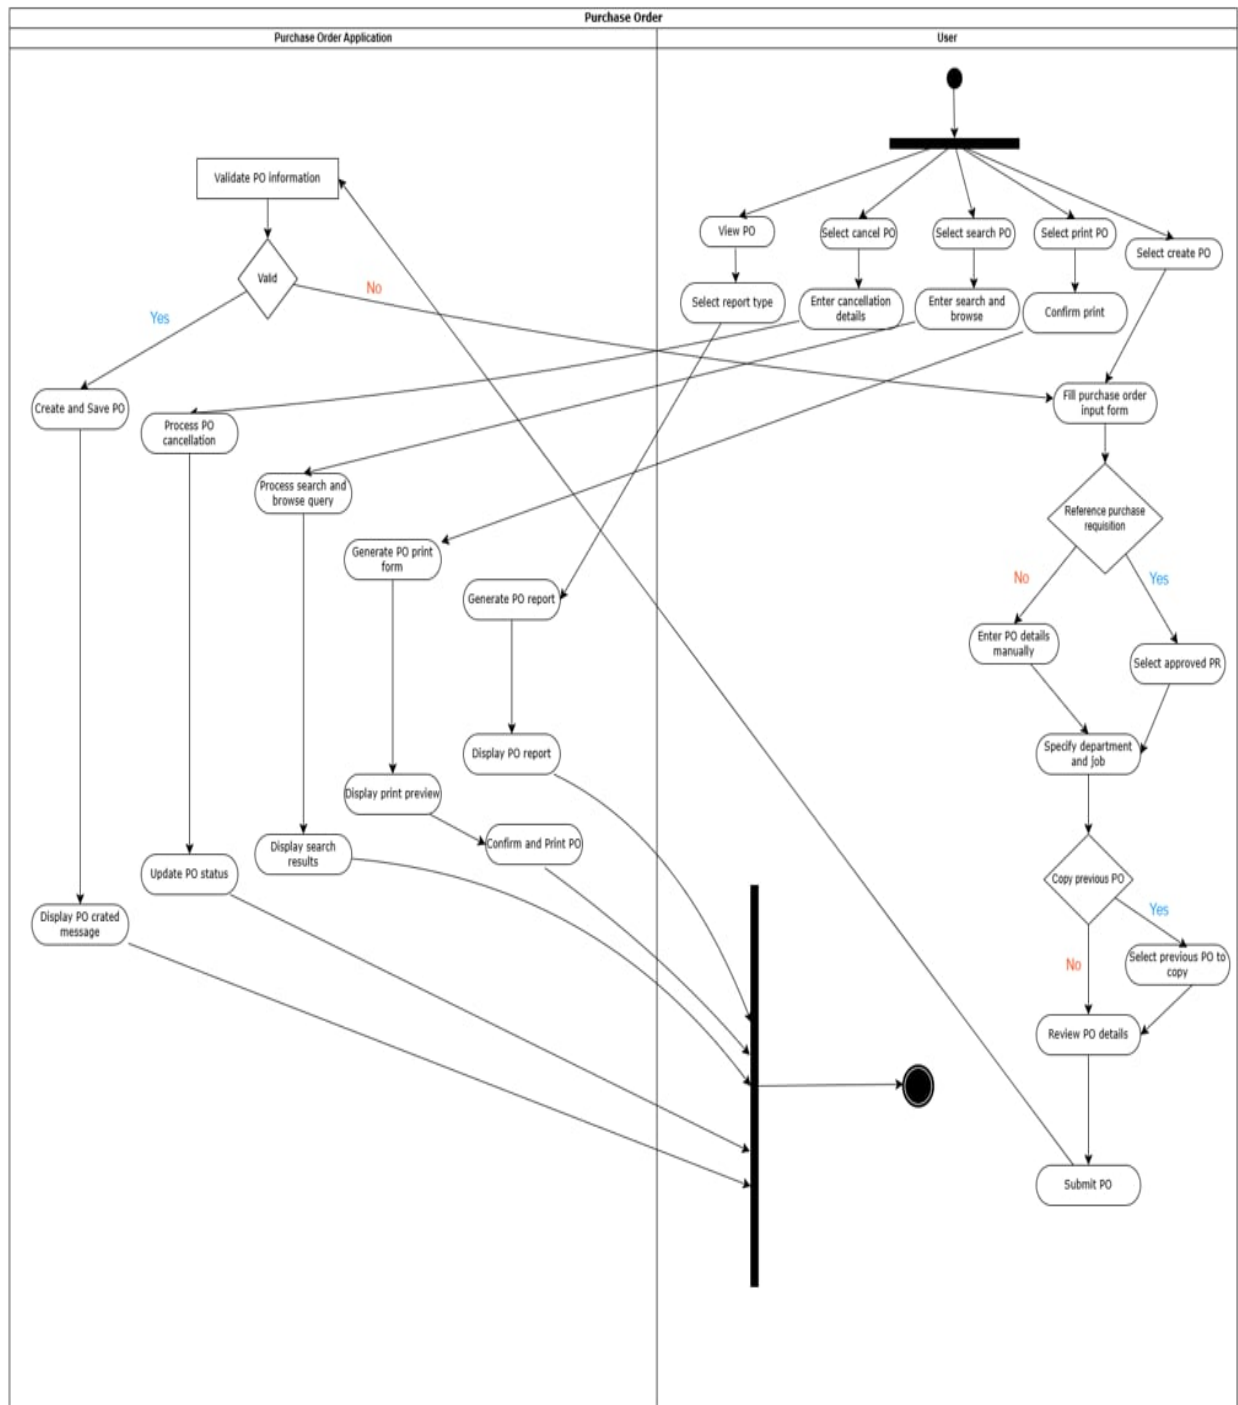 Purchase Order
Purchase Order Application
User
Validate PO information
Valid
No
Yes
View PO
Select cancel PO
Select search PO
Select print PO
Select create PO
Select report type
Enter cancellation
details
Enter search and
browse
Confirm print
Create and Save PO
Process PO
cancellation
Fill purchase order
input form
Process search and
browse query
Reference purchase
requisition
Generate PO print
form
No
Yes
Generate PO report
Enter PO details
manually
Select approved PR
Display PO report
Specify department
and job
Display print preview
Confirm and Print PO
Display search
results
Update PO status
Copy previous PO
Yes
Display PO crated
message
No
Select previous PO to
copy
Review PO details
Submit PO